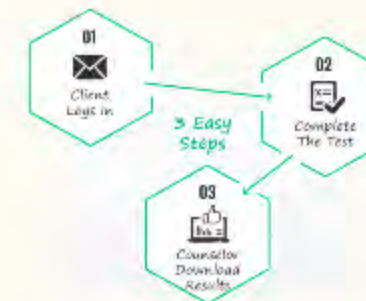 01
Client
Logs in
3 Easy
Steps
02
Complete
The Test
03
Counselor
Download
Results